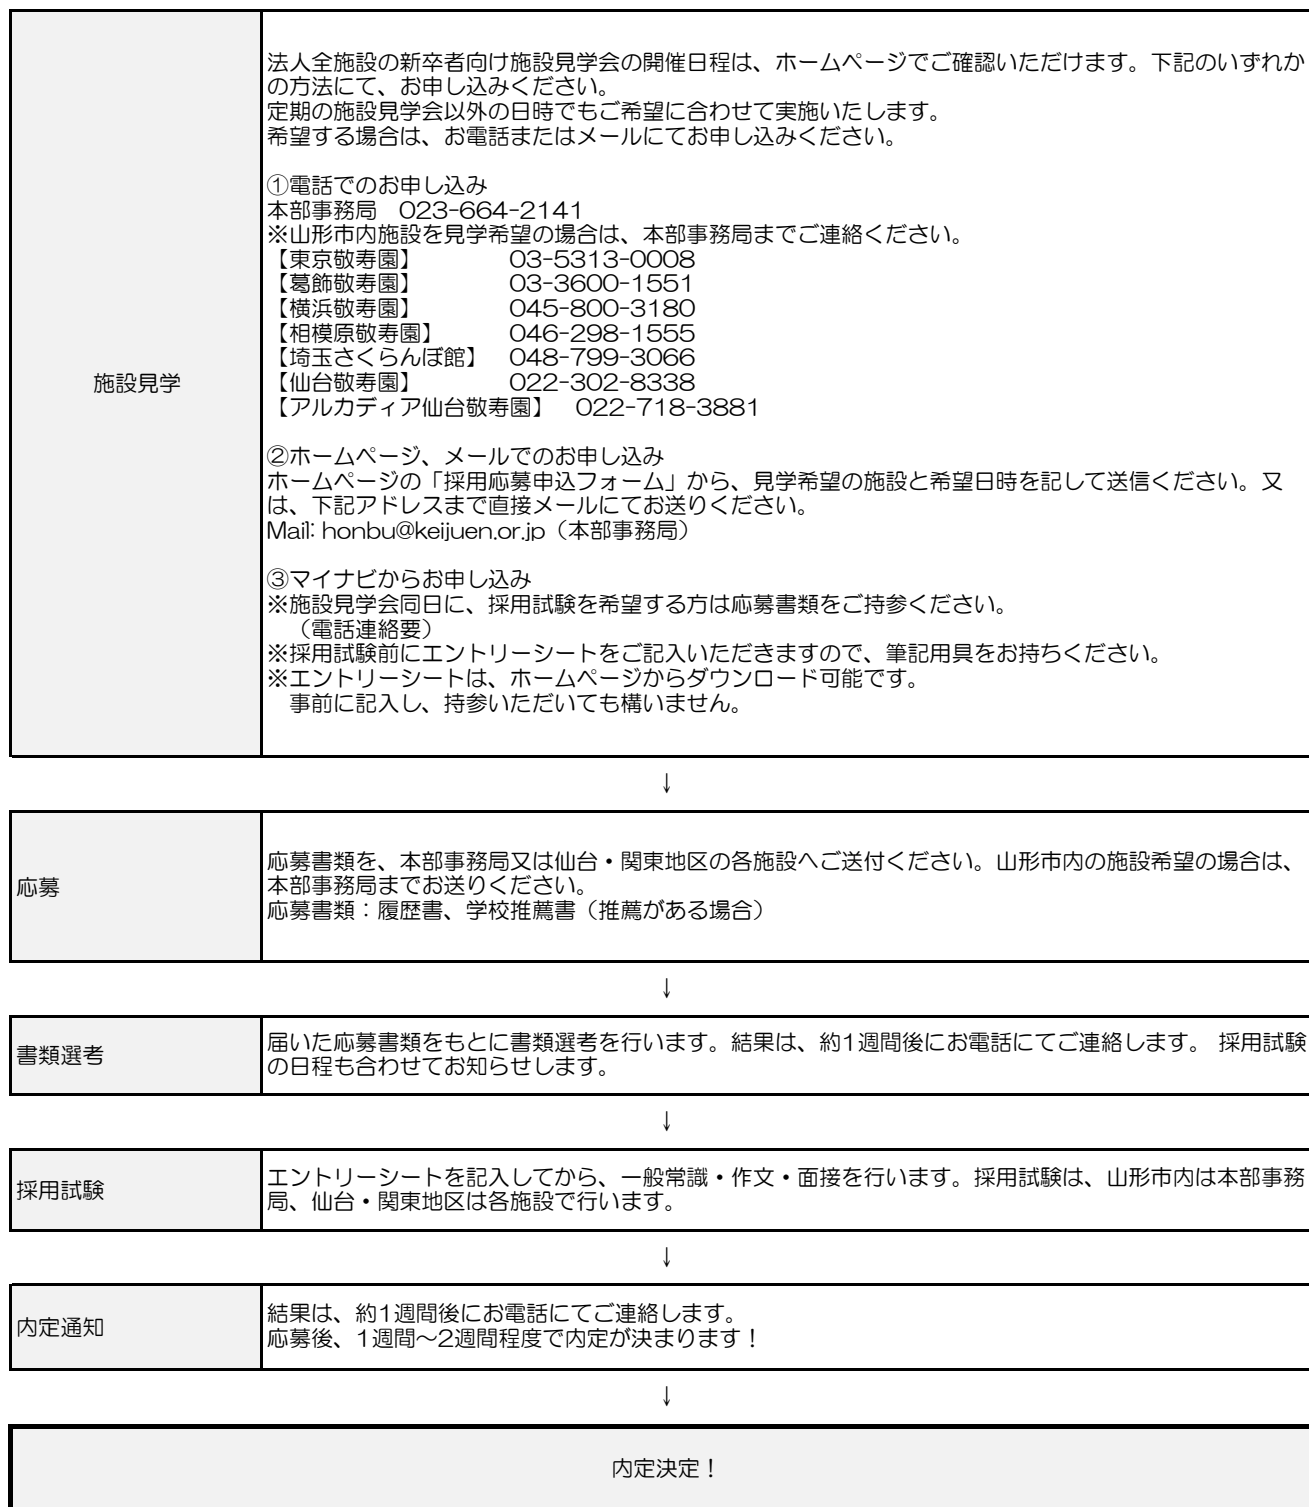 施設見学
法人全施設の新卒者向け施設見学会の開催日程は、ホームページでご確認いただけます。下記のいずれか
の方法にて、お申し込みください。
定期の施設見学会以外の日時でもご希望に合わせて実施いたします。
希望する場合は、お電話またはメールにてお申し込みください。
①電話でのお申し込み
本部事務局　023-664-2141
※山形市内施設を見学希望の場合は、本部事務局までご連絡ください。
【東京敬寿園】　03-5313-0008
【葛飾敬寿園】　03-3600-1551
【横浜敬寿園】　045-800-3180
【相模原敬寿園】　046-298-1555
【埼玉さくらんぼ館】　048-799-3066
【仙台敬寿園】　022-302-8338
【アルカディア仙台敬寿園】　022-718-3881
②ホームページ、メールでのお申し込み
ホームページの「採用応募申込フォーム」から、見学希望の施設と希望日時を記して送信ください。又
は、下記アドレスまで直接メールにてお送りください。
Mail: honbu@keijuen.or.jp（本部事務局）
③マイナビからお申し込み
※施設見学会同日に、採用試験を希望する方は応募書類をご持参ください。
（電話連絡要）
※採用試験前にエントリーシートをご記入いただきますので、筆記用具をお持ちください。
※エントリーシートは、ホームページからダウンロード可能です。
事前に記入し、持参いただいても構いません。
↓
応募
応募書類を、本部事務局又は仙台・関東地区の各施設へご送付ください。山形市内の施設希望の場合は、
本部事務局までお送りください。
応募書類：履歴書、学校推薦書（推薦がある場合）
↓
書類選考
届いた応募書類をもとに書類選考を行います。結果は、約1週間後にお電話にてご連絡します。 採用試験
の日程も合わせてお知らせします。
↓
採用試験
エントリーシートを記入してから、一般常識・作文・面接を行います。採用試験は、山形市内は本部事務
局、仙台・関東地区は各施設で行います。
↓
内定通知
結果は、約1週間後にお電話にてご連絡します。
応募後、1週間～2週間程度で内定が決まります！
↓
内定決定！